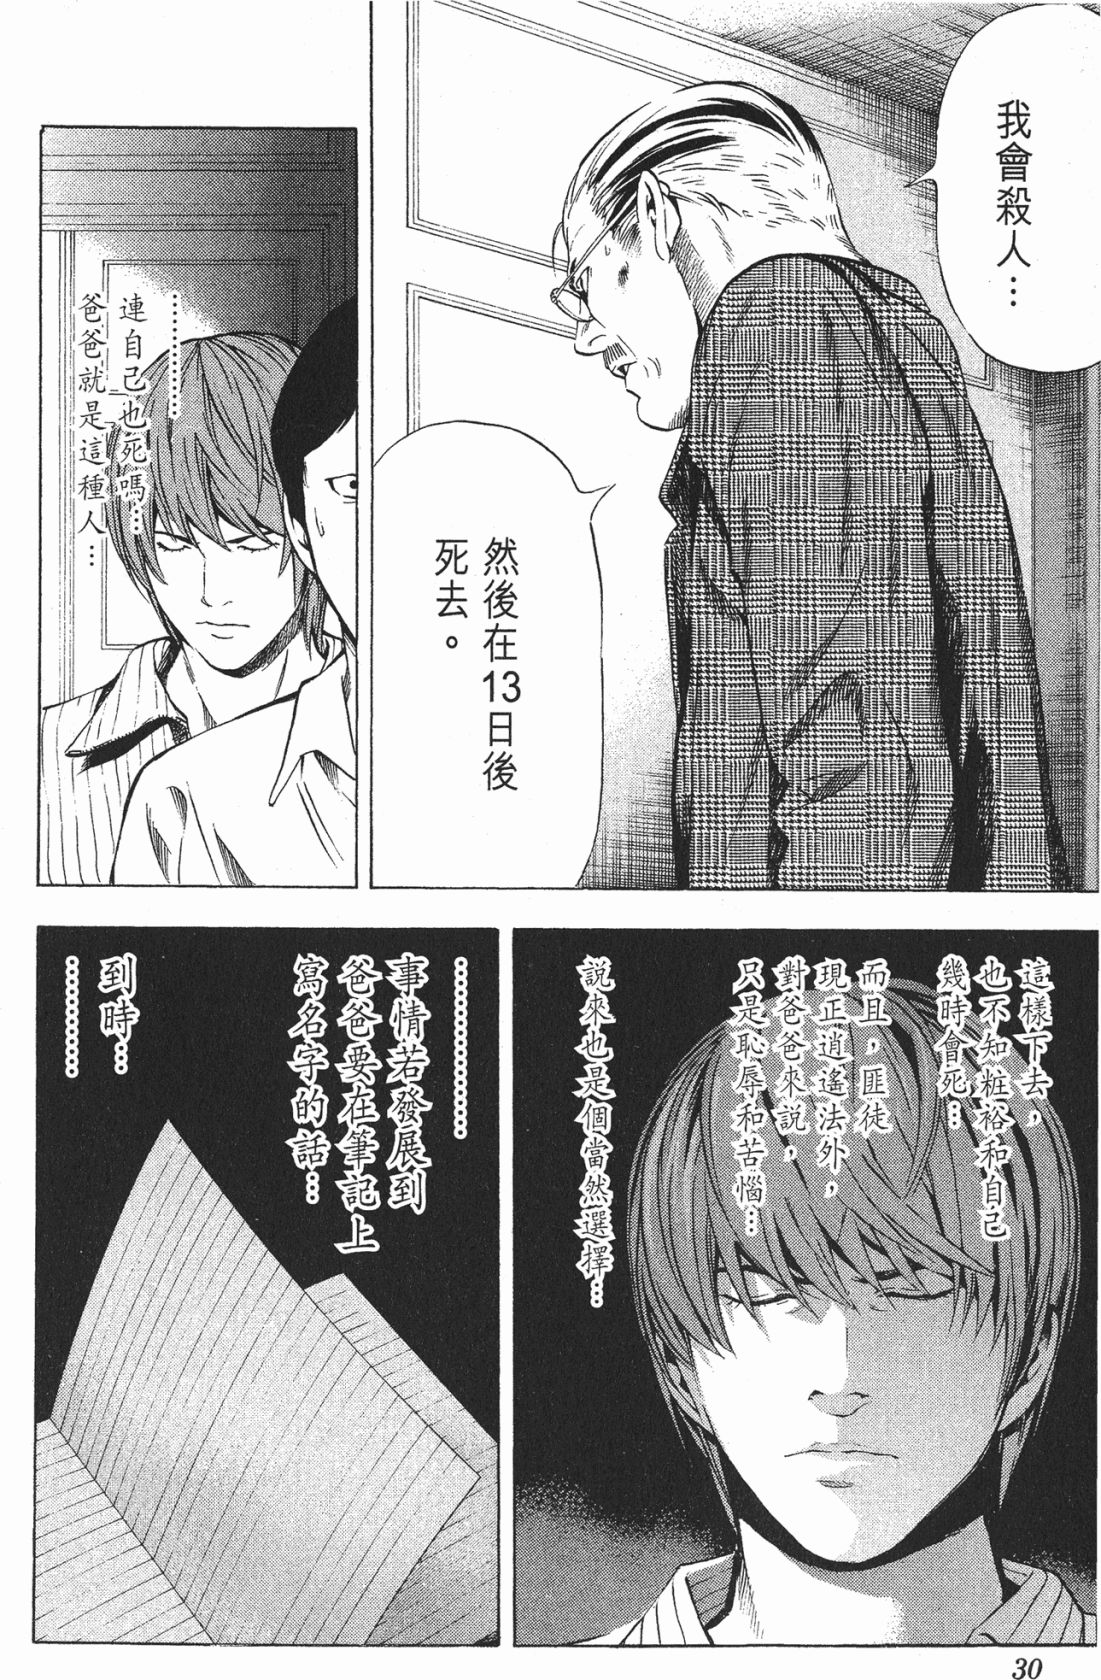 我會殺人…
然後在13日後
死去。
…………
連自己也死嗎…
爸爸就是這種人…
這樣下去，
也不知粧裕和自己
幾時會死…
而且，匪徒
現正逍遙法外，
對爸爸來說，
只是恥辱和苦惱…
說來也是個當然選擇…
…………
事情若發展到
爸爸要在筆記上
寫名字的話…
到時…
…………
30